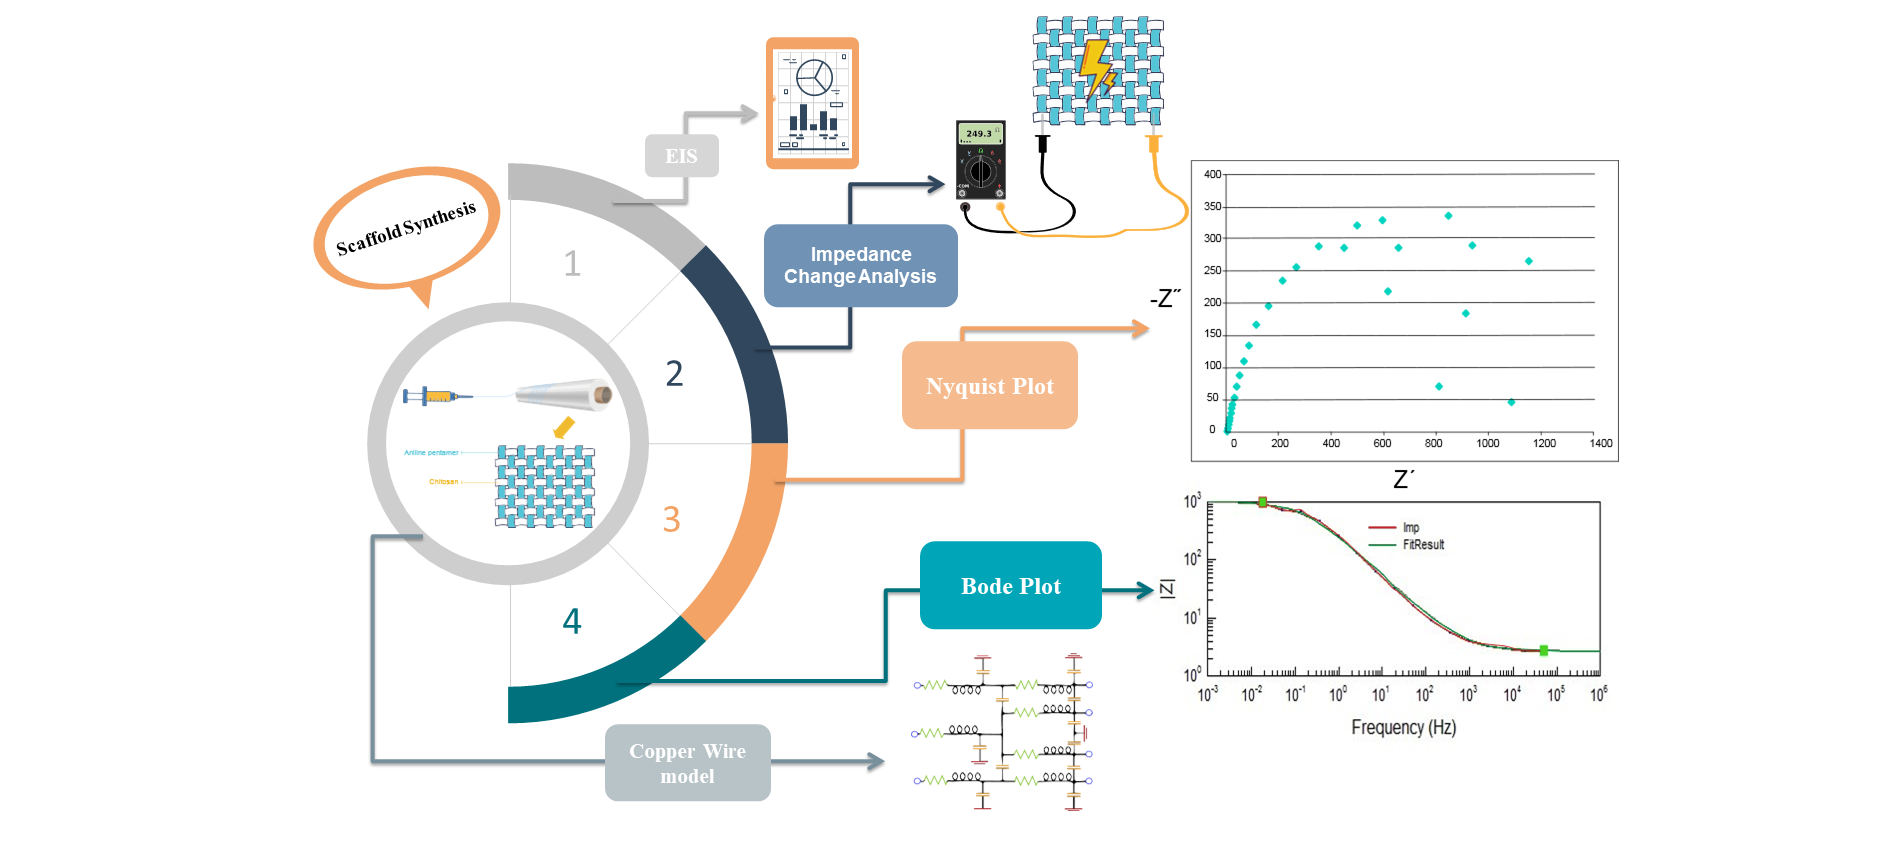 Scaffold Synthesis
EIS
1
2
3
4
Aniline pentamer
Chitosan
Impedance
Change Analysis
249.3
Ω
COM
Nyquist Plot
-Z″
400
350
300
250
200
150
100
50
0
0 200 400 600 800 1000 1200 1400
Z´
Bode Plot
|Z|
10³
10²
10¹
10⁰
Imp
FitResult
10⁻³ 10⁻² 10⁻¹ 10⁰ 10¹ 10² 10³ 10⁴ 10⁵ 10⁶
Frequency (Hz)
Copper Wire
model